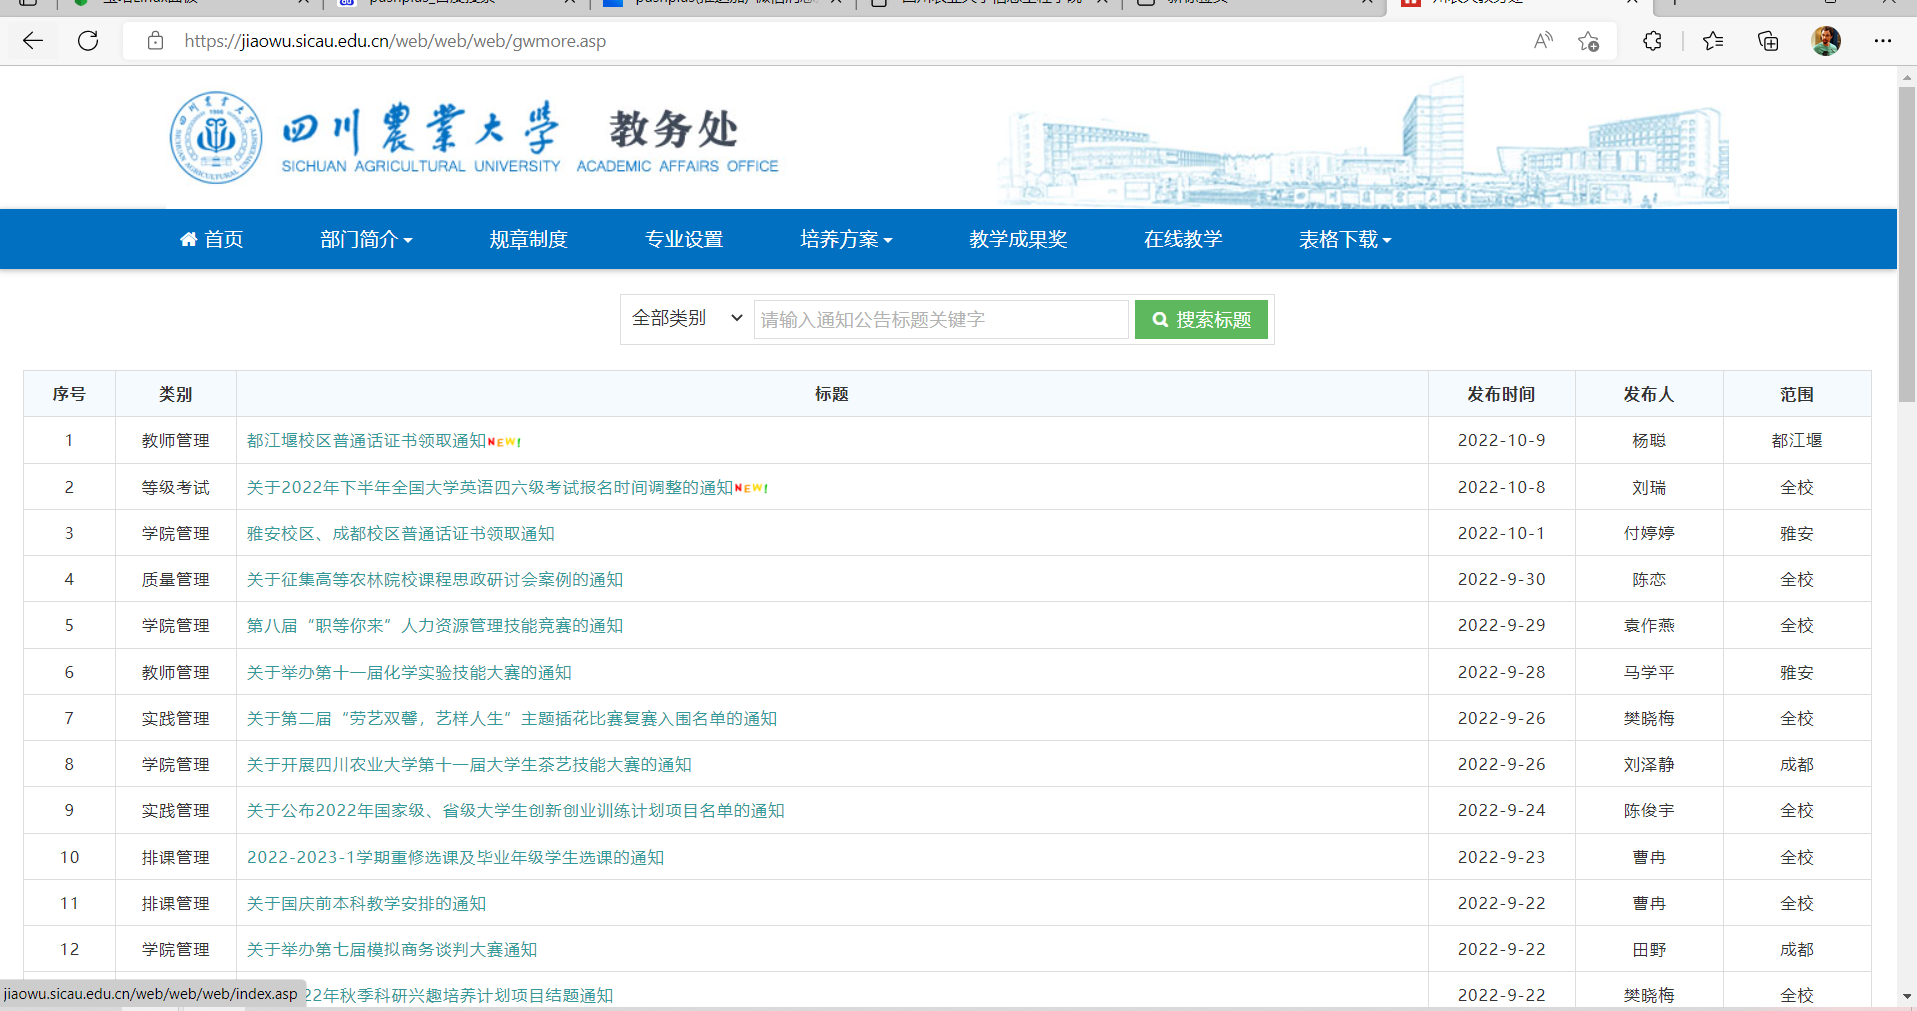 https://jiaowu.sicau.edu.cn/web/web/web/gwmore.asp
四川農業大學 教务处
SICHUAN AGRICULTURAL UNIVERSITY ACADEMIC AFFAIRS OFFICE
首页 部门简介 规章制度 专业设置 培养方案 教学成果奖 在线教学 表格下载
全部类别 请输入通知公告标题关键字 搜索标题
序号 类别 标题 发布时间 发布人 范围
1 教师管理 都江堰校区普通话证书领取通知NEW! 2022-10-9 杨聪 都江堰
2 等级考试 关于2022年下半年全国大学英语四六级考试报名时间调整的通知NEW! 2022-10-8 刘瑞 全校
3 学院管理 雅安校区、成都校区普通话证书领取通知 2022-10-1 付婷婷 雅安
4 质量管理 关于征集高等农林院校课程思政研讨会案例的通知 2022-9-30 陈恋 全校
5 学院管理 第八届“职等你来”人力资源管理技能竞赛的通知 2022-9-29 袁作燕 全校
6 教师管理 关于举办第十一届化学实验技能大赛的通知 2022-9-28 马学平 雅安
7 实践管理 关于第二届“劳艺双馨，艺样人生”主题插花比赛复赛入围名单的通知 2022-9-26 樊晓梅 全校
8 学院管理 关于开展四川农业大学第十一届大学生茶艺技能大赛的通知 2022-9-26 刘泽静 成都
9 实践管理 关于公布2022年国家级、省级大学生创新创业训练计划项目名单的通知 2022-9-24 陈俊宇 全校
10 排课管理 2022-2023-1学期重修选课及毕业年级学生选课的通知 2022-9-23 曹冉 全校
11 排课管理 关于国庆前本科教学安排的通知 2022-9-22 曹冉 全校
12 学院管理 关于举办第七届模拟商务谈判大赛通知 2022-9-22 田野 成都
22年秋季科研兴趣培养计划项目结题通知 2022-9-22 樊晓梅 全校
jiaowu.sicau.edu.cn/web/web/web/index.asp